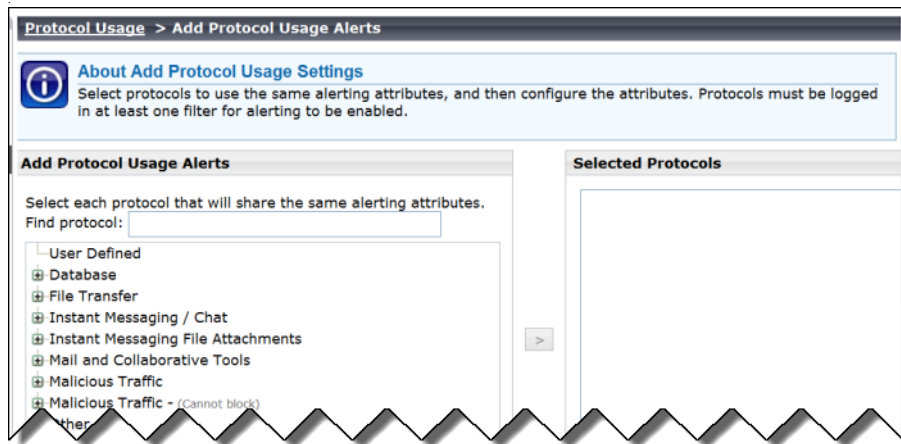 Protocol Usage > Add Protocol Usage Alerts
About Add Protocol Usage Settings
Select protocols to use the same alerting attributes, and then configure the attributes. Protocols must be logged
in at least one filter for alerting to be enabled.
Add Protocol Usage Alerts
Select each protocol that will share the same alerting attributes.
Find protocol:
User Defined
Database
File Transfer
Instant Messaging / Chat
Instant Messaging File Attachments
Mail and Collaborative Tools
Malicious Traffic
Malicious Traffic - (Cannot block)
Other
>
Selected Protocols